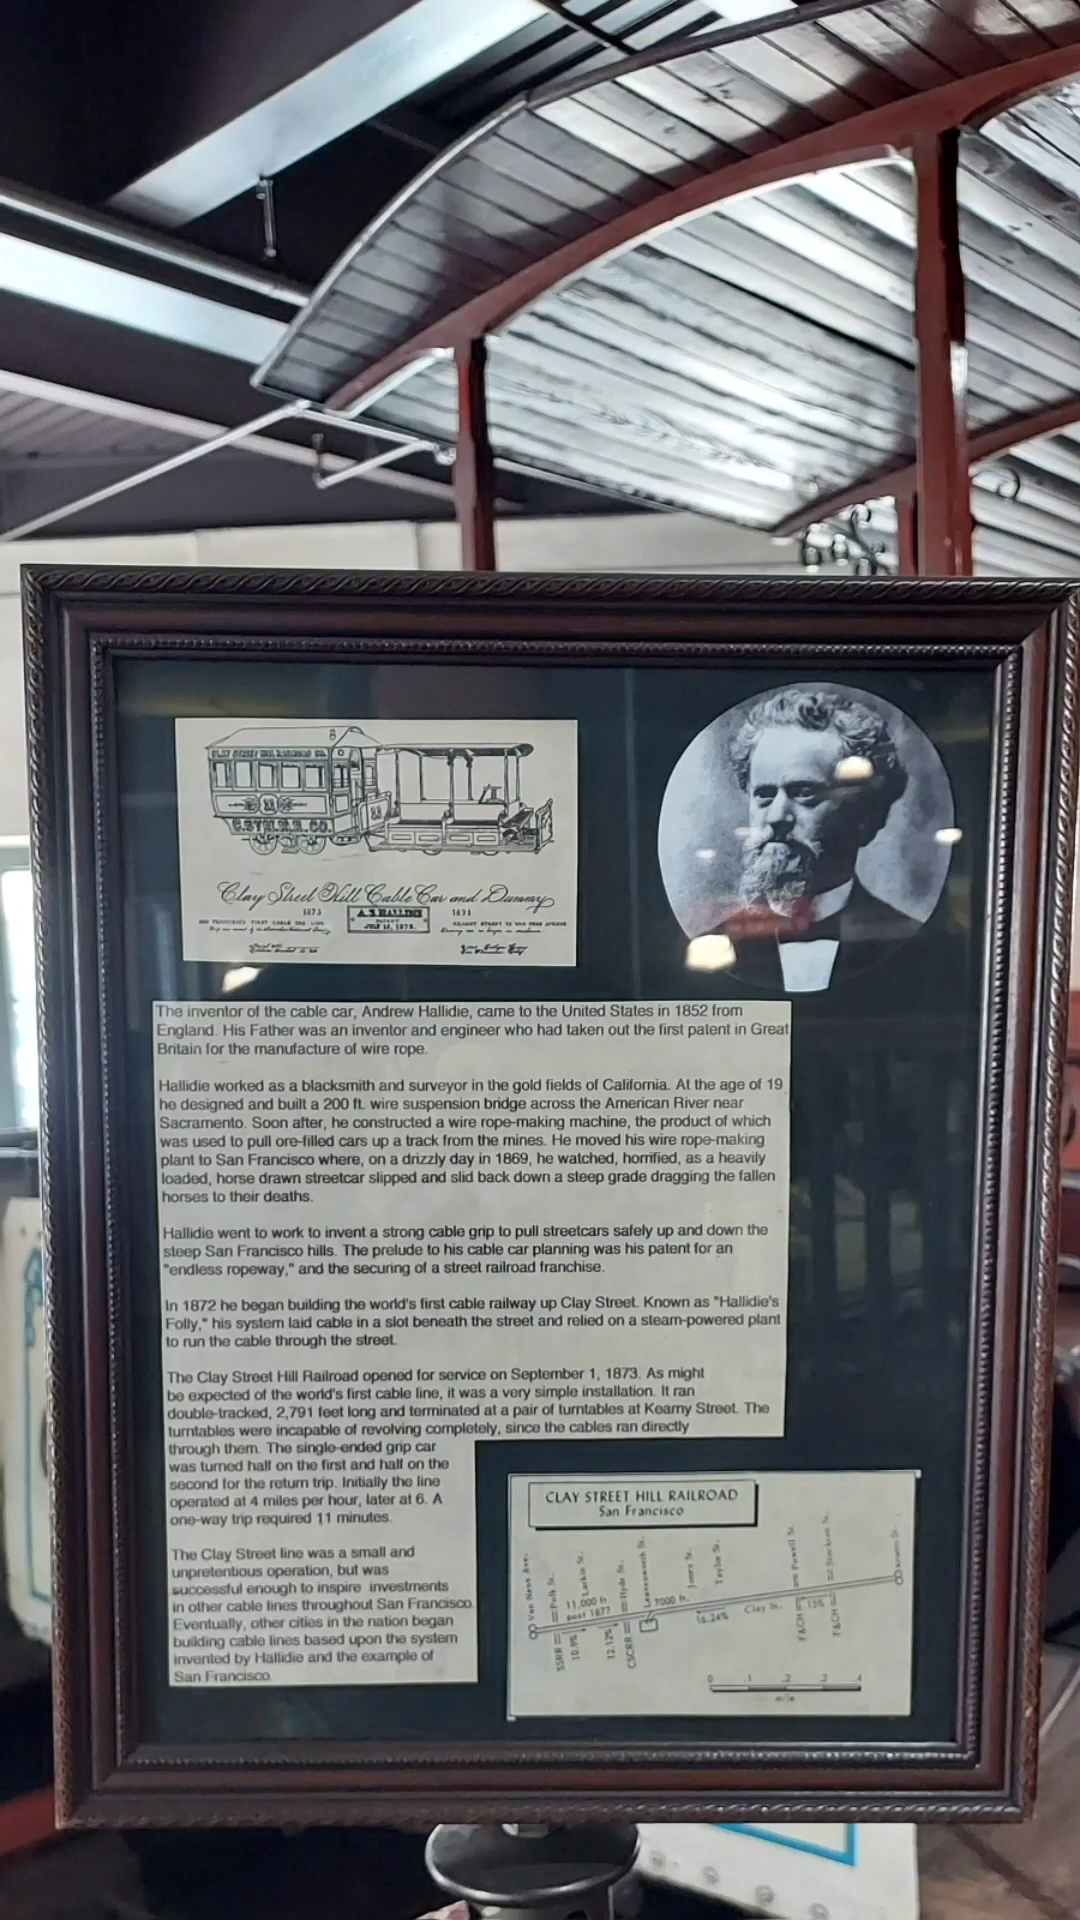 CLAY STREET HILL RAILROAD CO.
C.ST.H.R.R.CO.
Clay Street Hill Cable Car and Dummy
1873
A.S HALLIDIE
PATENT
1891
SAN FRANCISCO'S FIRST CABLE CAR LINE
The inventor of the cable car, Andrew Hallidie, came to the United States in 1852 from
England. His Father was an inventor and engineer who had taken out the first patent in Great
Britain for the manufacture of wire rope.
Hallidie worked as a blacksmith and surveyor in the gold fields of California. At the age of 19
he designed and built a 200 ft. wire suspension bridge across the American River near
Sacramento. Soon after, he constructed a wire rope-making machine, the product of which
was used to pull ore-filled cars up a track from the mines. He moved his wire rope-making
plant to San Francisco where, on a drizzly day in 1869, he watched, horrified, as a heavily
loaded, horse drawn streetcar slipped and slid back down a steep grade dragging the fallen
horses to their deaths.
Hallidie went to work to invent a strong cable grip to pull streetcars safely up and down the
steep San Francisco hills. The prelude to his cable car planning was his patent for an
"endless ropeway," and the securing of a street railroad franchise.
In 1872 he began building the world's first cable railway up Clay Street. Known as "Hallidie's
Folly," his system laid cable in a slot beneath the street and relied on a steam-powered plant
to run the cable through the street.
The Clay Street Hill Railroad opened for service on September 1, 1873. As might
be expected of the world's first cable line, it was a very simple installation. It ran
double-tracked, 2,791 feet long and terminated at a pair of turntables at Kearny Street. The
turntables were incapable of revolving completely, since the cables ran directly
through them. The single-ended grip car
was turned half on the first and half on the
second for the return trip. Initially the line
operated at 4 miles per hour, later at 6. A
one-way trip required 11 minutes.
The Clay Street line was a small and
unpretentious operation, but was
successful enough to inspire investments
in other cable lines throughout San Francisco.
Eventually, other cities in the nation began
building cable lines based upon the system
invented by Hallidie and the example of
San Francisco.
CLAY STREET HILL RAILROAD
San Francisco
Van Ness Ave.
Polk St.
Larkin St.
Hyde St.
Leavenworth St.
Jones St.
Taylor St.
Powell St.
Stockton St.
Kearny St.
11,000 ft
post 1877
7000 ft.
Clay St.
SSRR
10.9%
12.12%
CSCRR
16.24%
F&CH
15%
F&CH
0 .1 .2 .3 .4
mile